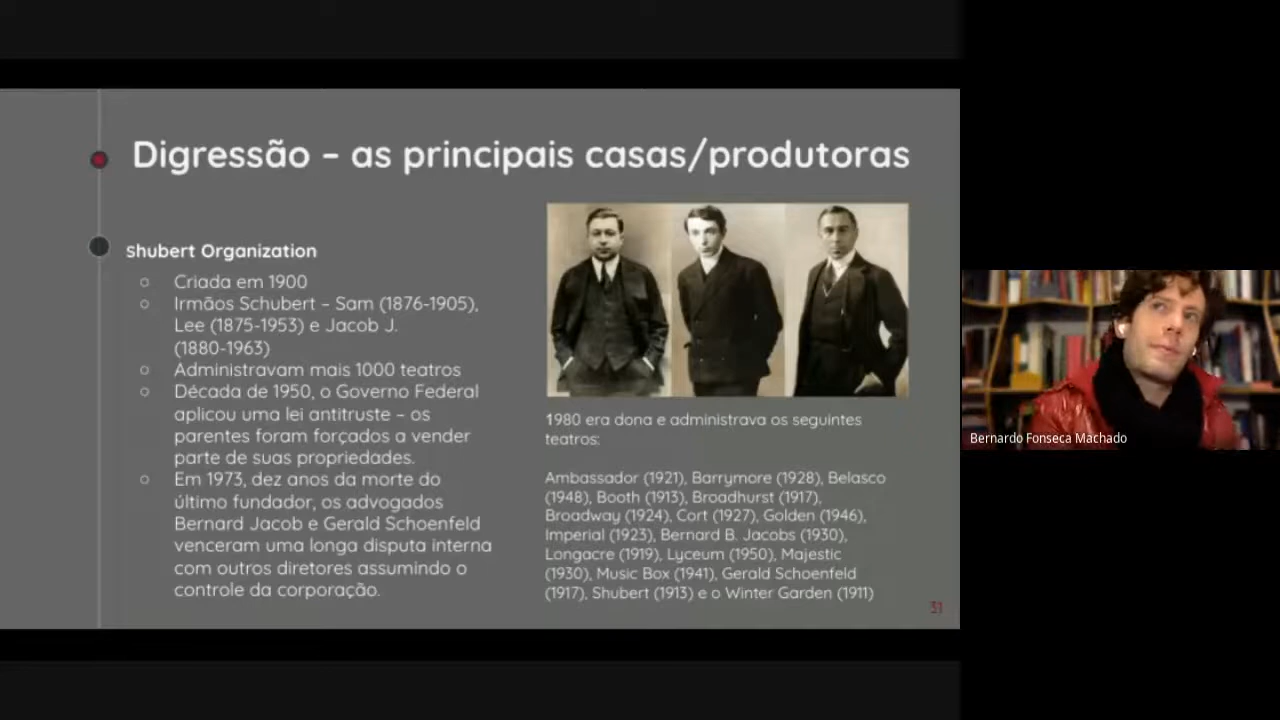 Digressão – as principais casas/produtoras
Shubert Organization
Criada em 1900
Irmãos Schubert – Sam (1876-1905),
Lee (1875-1953) e Jacob J.
(1880-1963)
Administravam mais 1000 teatros
Década de 1950, o Governo Federal
aplicou uma lei antitruste – os
parentes foram forçados a vender
parte de suas propriedades.
Em 1973, dez anos da morte do
último fundador, os advogados
Bernard Jacob e Gerald Schoenfeld
venceram uma longa disputa interna
com outros diretores assumindo o
controle da corporação.
1980 era dona e administrava os seguintes
teatros:
Ambassador (1921), Barrymore (1928), Belasco
(1948), Booth (1913), Broadhurst (1917),
Broadway (1924), Cort (1927), Golden (1946),
Imperial (1923), Bernard B. Jacobs (1930),
Longacre (1919), Lyceum (1950), Majestic
(1930), Music Box (1941), Gerald Schoenfeld
(1917), Shubert (1913) e o Winter Garden (1911)
Bernardo Fonseca Machado